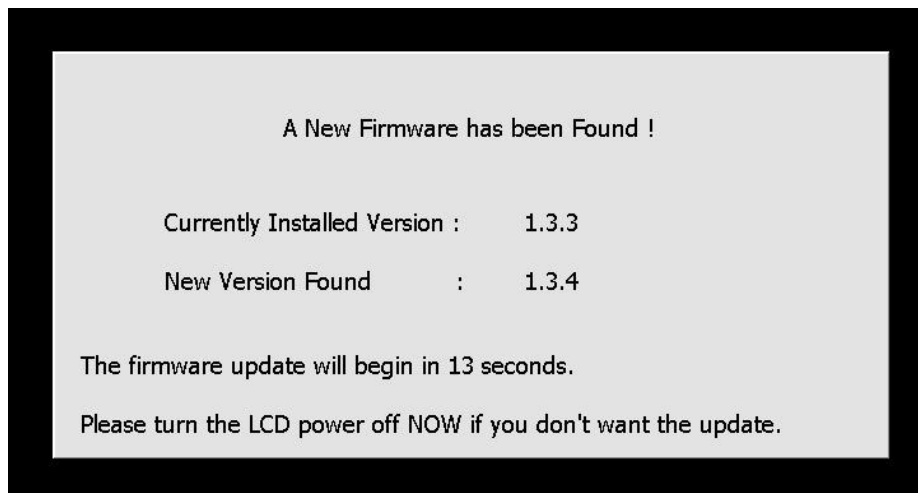 A New Firmware has been Found !
Currently Installed Version : 1.3.3
New Version Found : 1.3.4
The firmware update will begin in 13 seconds.
Please turn the LCD power off NOW if you don't want the update.